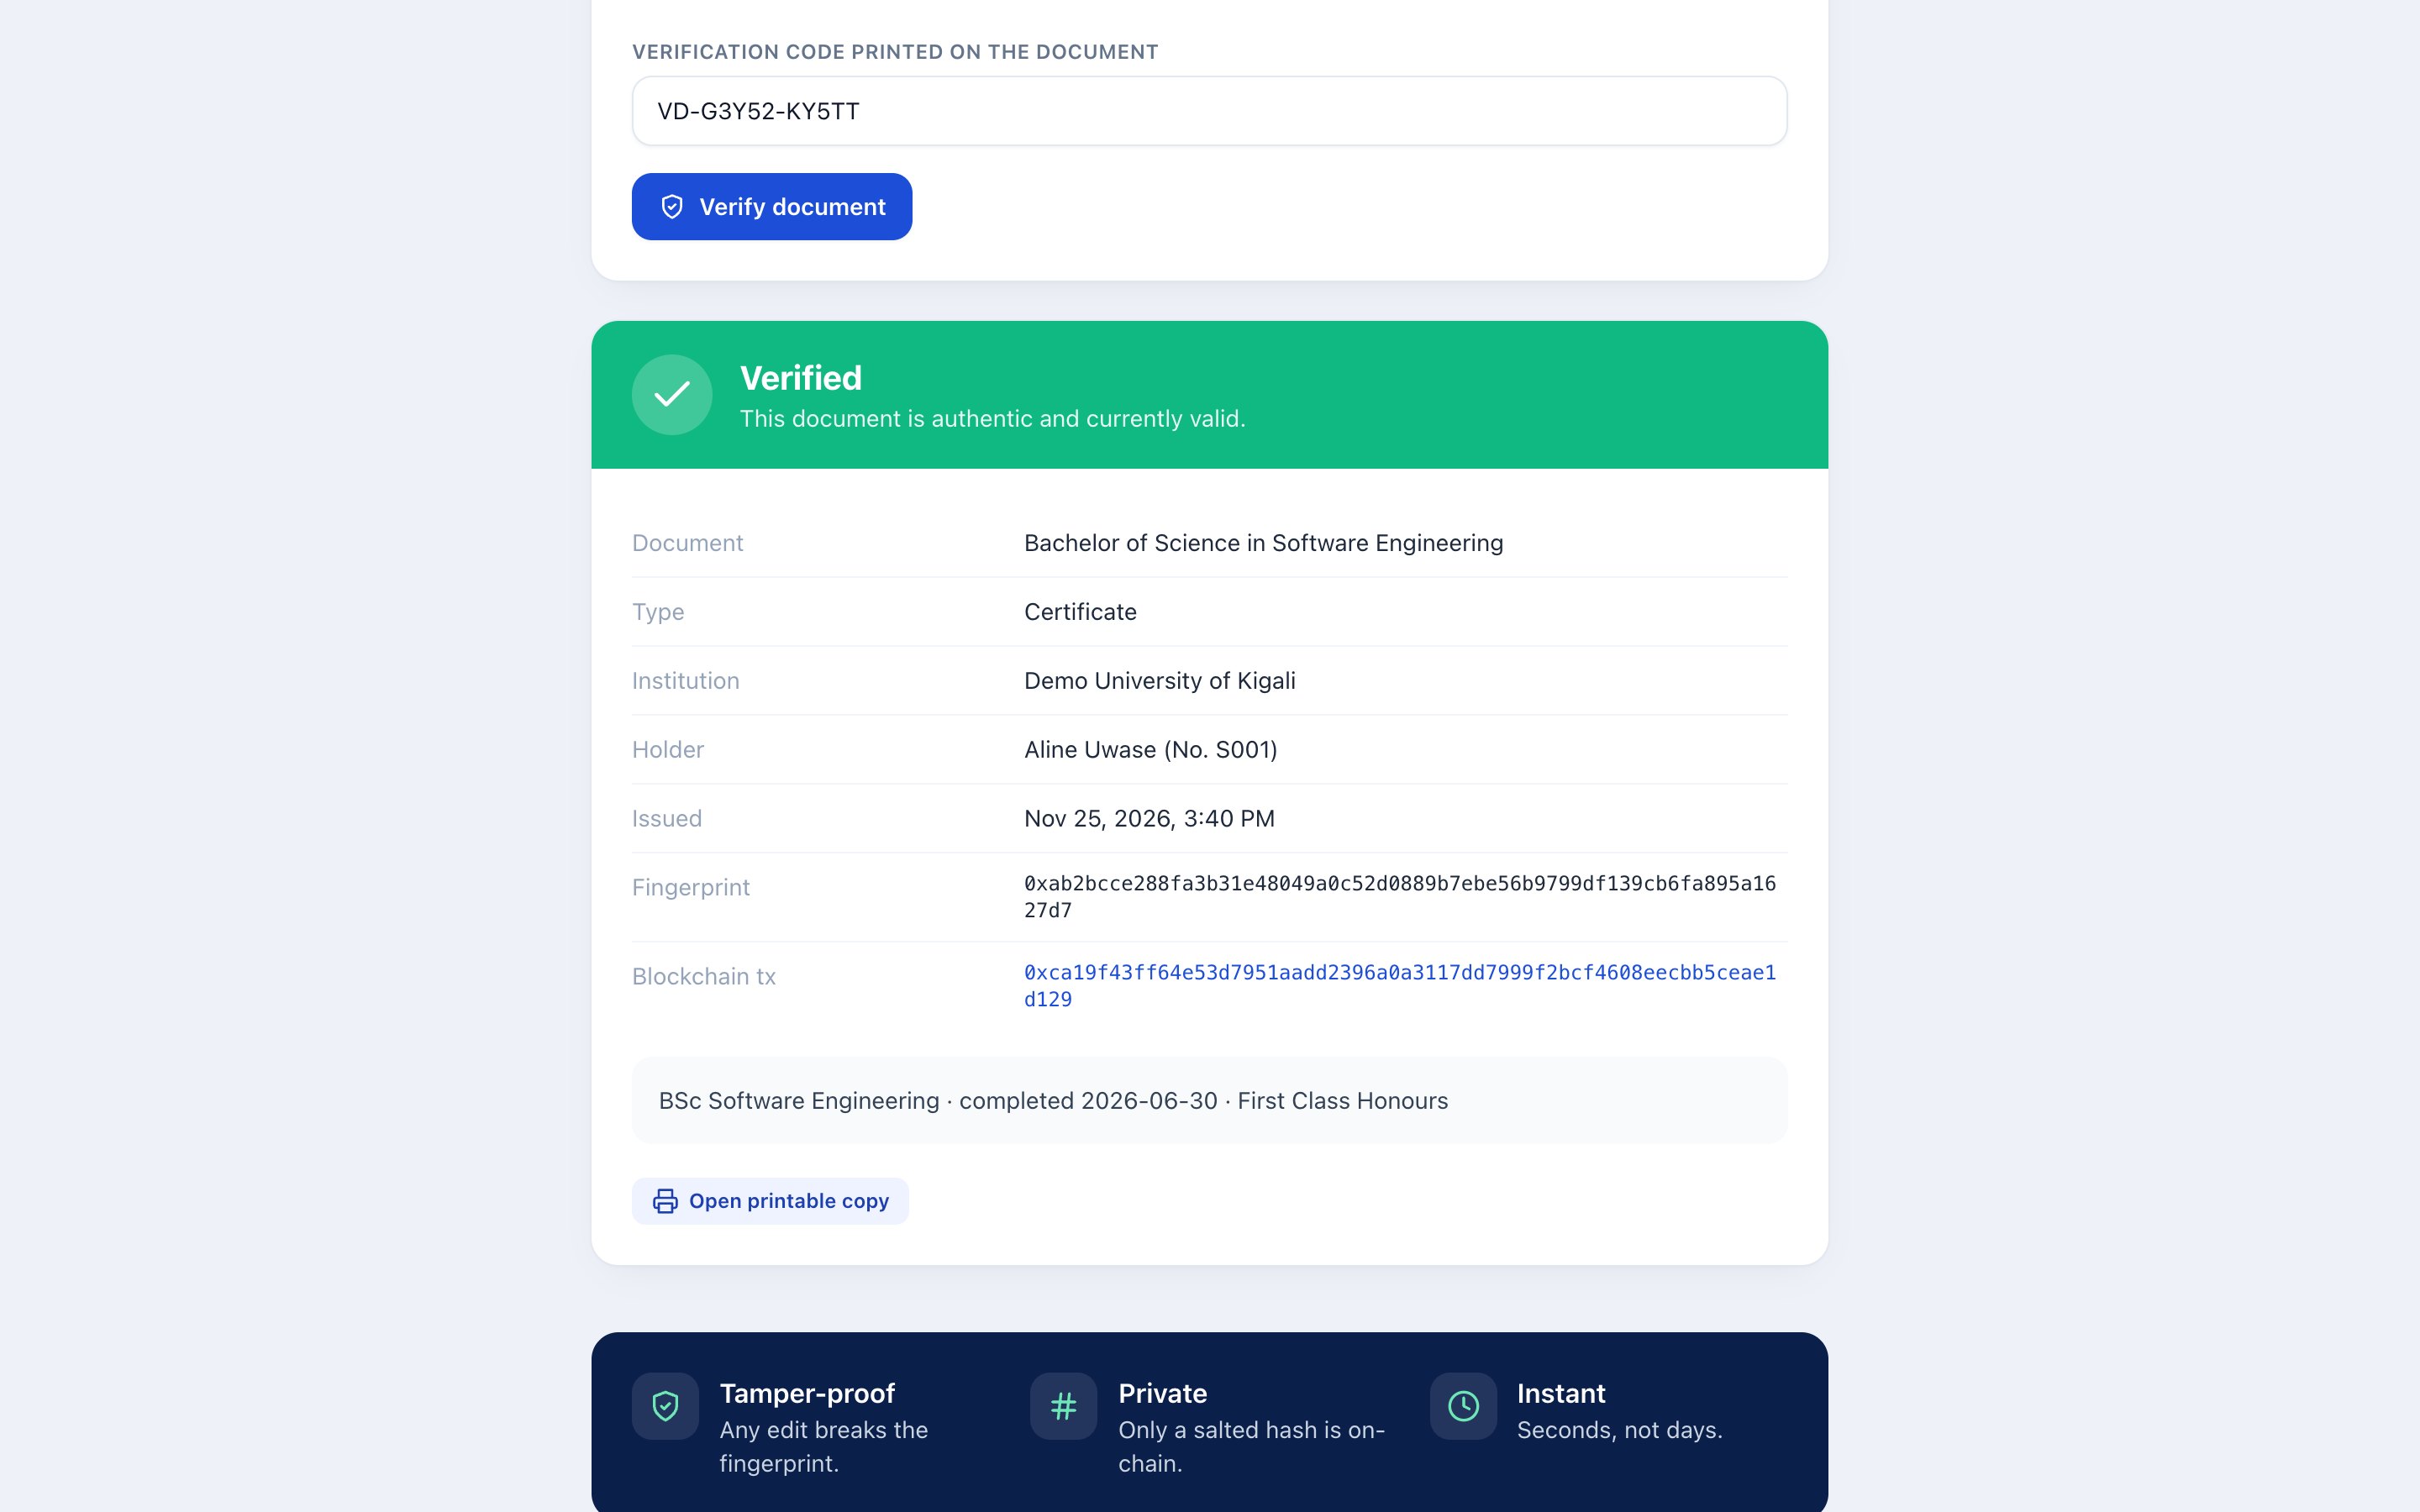 VERIFICATION CODE PRINTED ON THE DOCUMENT
VD-G3Y52-KY5TT
Verify document
Verified
This document is authentic and currently valid.
Document
Bachelor of Science in Software Engineering
Type
Certificate
Institution
Demo University of Kigali
Holder
Aline Uwase (No. S001)
Issued
Nov 25, 2026, 3:40 PM
Fingerprint
0xab2bcce288fa3b31e48049a0c52d0889b7ebe56b9799df139cb6fa895a16
27d7
Blockchain tx
0xca19f43ff64e53d7951aadd2396a0a3117dd7999f2bcf4608eecbb5ceae1
d129
BSc Software Engineering · completed 2026-06-30 · First Class Honours
Open printable copy
Tamper-proof
Any edit breaks the
fingerprint.
Private
Only a salted hash is on-
chain.
Instant
Seconds, not days.